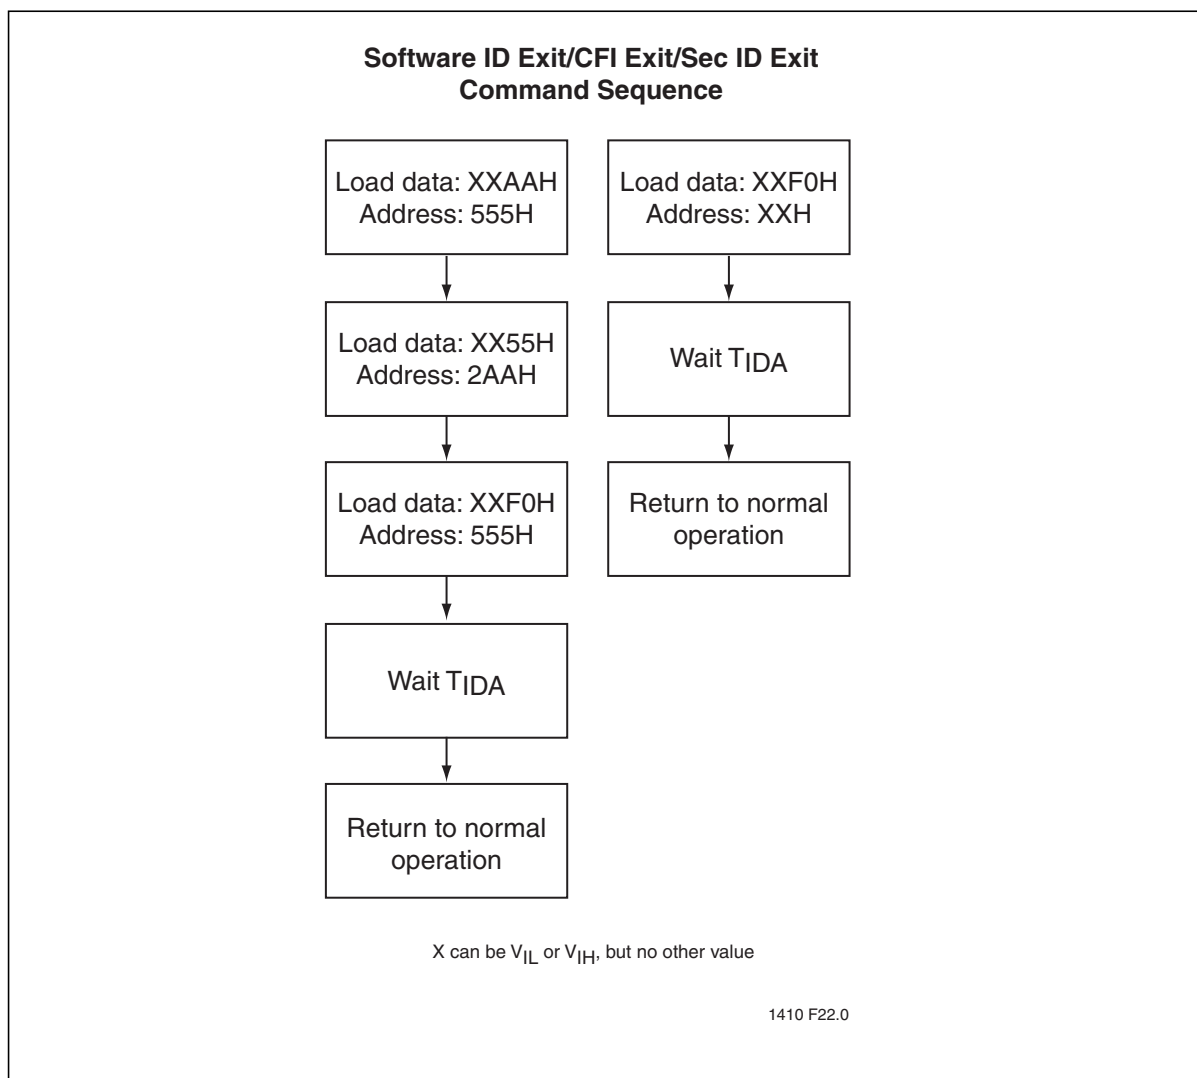 Software ID Exit/CFI Exit/Sec ID Exit
Command Sequence
Load data: XXAAH
Address: 555H
Load data: XX55H
Address: 2AAH
Load data: XXF0H
Address: 555H
Wait TIDA
Return to normal
operation
Load data: XXF0H
Address: XXH
Wait TIDA
Return to normal
operation
X can be VIL or VIH, but no other value
1410 F22.0